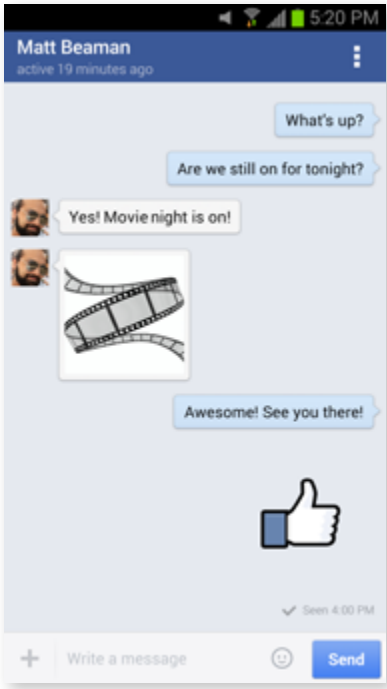 5:20 PM
Matt Beaman
active 19 minutes ago
What's up?
Are we still on for tonight?
Yes! Movie night is on!
Awesome! See you there!
Seen 4:00 PM
Write a message
Send